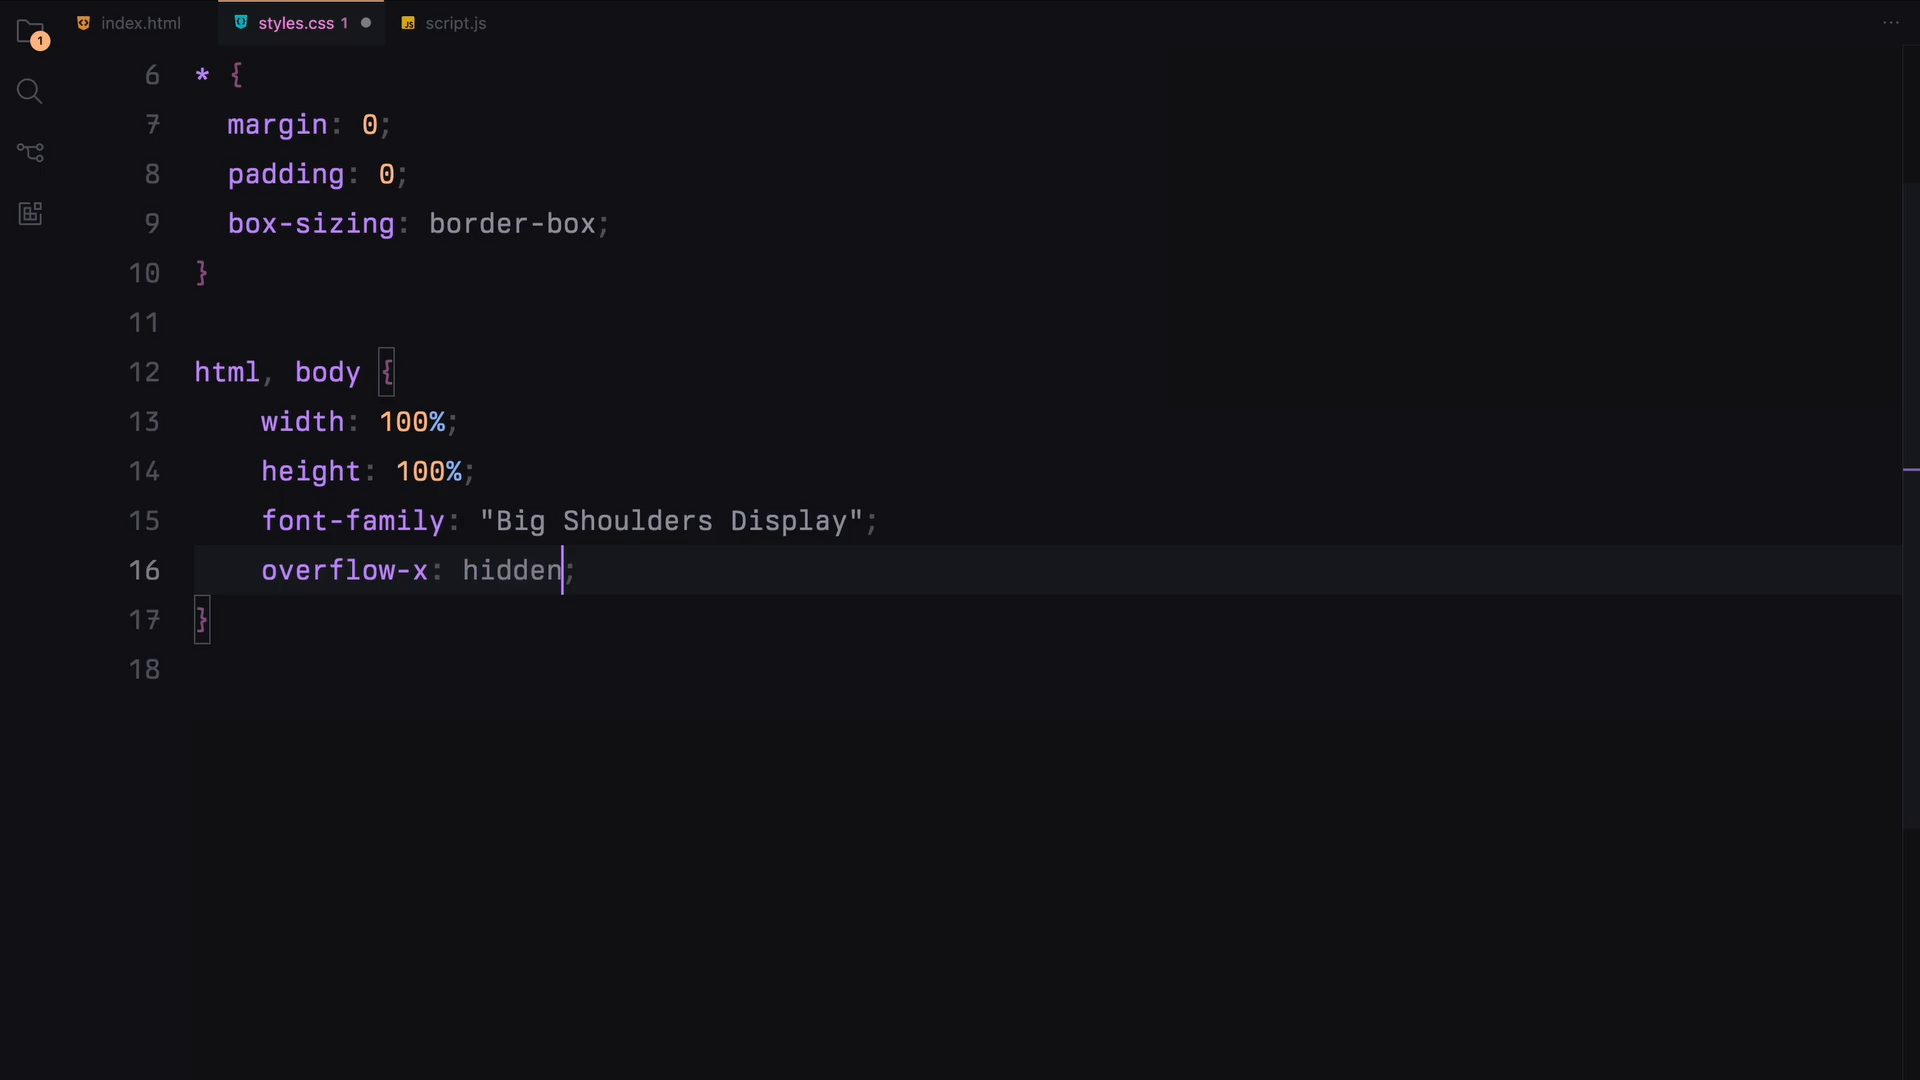 1
index.html
styles.css 1
JS script.js
6 * {
7 margin: 0;
8 padding: 0;
9 box-sizing: border-box;
10 }
11
12 html, body {
13 width: 100%;
14 height: 100%;
15 font-family: "Big Shoulders Display";
16 overflow-x: hidden;
17 }
18